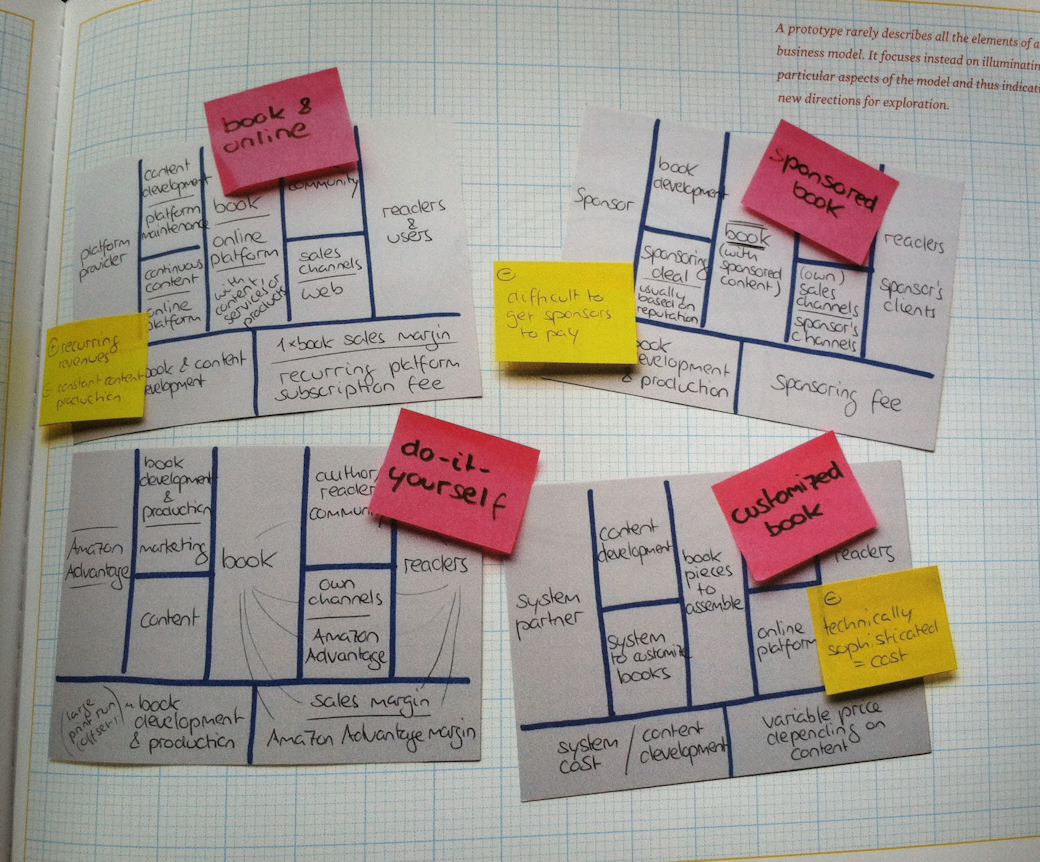 A prototype rarely describes all the elements of a
business model. It focuses instead on illuminatin
particular aspects of the model and thus indicati
new directions for exploration.
book &
online
platform
provider
content
development
platform
maintenance
continuous
content
online
platform
book
online
platform
with
content,
services or
products
community
sales
channels
web
readers
&
users
+ recurring
revenues
- constant content
production
book & content
development
1xbook sales margin
recurring platform
subscription fee
sponsored
book
Sponsor
book
development
sponsoring
deal
usually
based on
reputation
book
(with
sponsored
content)
(own)
sales
channels
sponsor's
channels
readers
sponsor's
clients
-
difficult to
get sponsors
to pay
book
development
& production
sponsoring fee
do-it-
yourself
Amazon
Advantage
book
development
&
production
marketing
content
book
author/
reader
commun
own
channels
Amazon
Advantage
readers
(large
print run
offset!)
book
development
& production
sales margin
Amazon Advantage margin
customized
book
system
partner
content
development
system
to customize
books
book
pieces
to
assemble
online
platform
readers
-
technically
sophisticated
= cost
system
cost
/ content
development
variable price
depending on
content